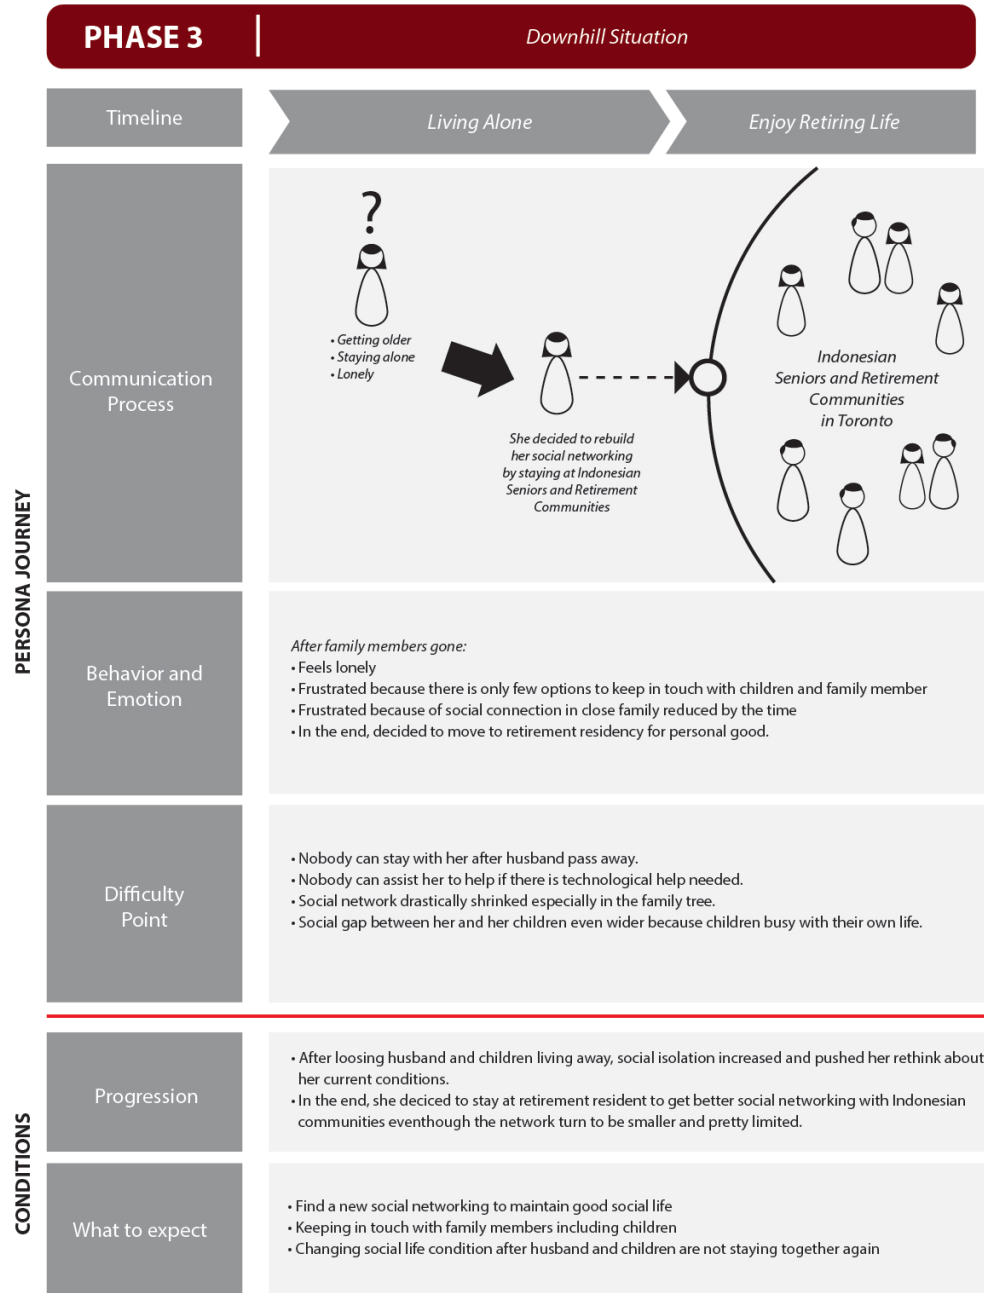 PHASE 3
Downhill Situation
Timeline
Living Alone
Enjoy Retiring Life
PERSONA JOURNEY
Communication
Process
?
• Getting older
• Staying alone
• Lonely
She decided to rebuild
her social networking
by staying at Indonesian
Seniors and Retirement
Communities
Indonesian
Seniors and Retirement
Communities
in Toronto
Behavior and
Emotion
After family members gone:
• Feels lonely
• Frustrated because there is only few options to keep in touch with children and family member
• Frustrated because of social connection in close family reduced by the time
• In the end, decided to move to retirement residency for personal good.
Difficulty
Point
• Nobody can stay with her after husband pass away.
• Nobody can assist her to help if there is technological help needed.
• Social network drastically shrinked especially in the family tree.
• Social gap between her and her children even wider because children busy with their own life.
CONDITIONS
Progression
• After loosing husband and children living away, social isolation increased and pushed her rethink about
her current conditions.
• In the end, she deciced to stay at retirement resident to get better social networking with Indonesian
communities eventhough the network turn to be smaller and pretty limited.
What to expect
• Find a new social networking to maintain good social life
• Keeping in touch with family members including children
• Changing social life condition after husband and children are not staying together again